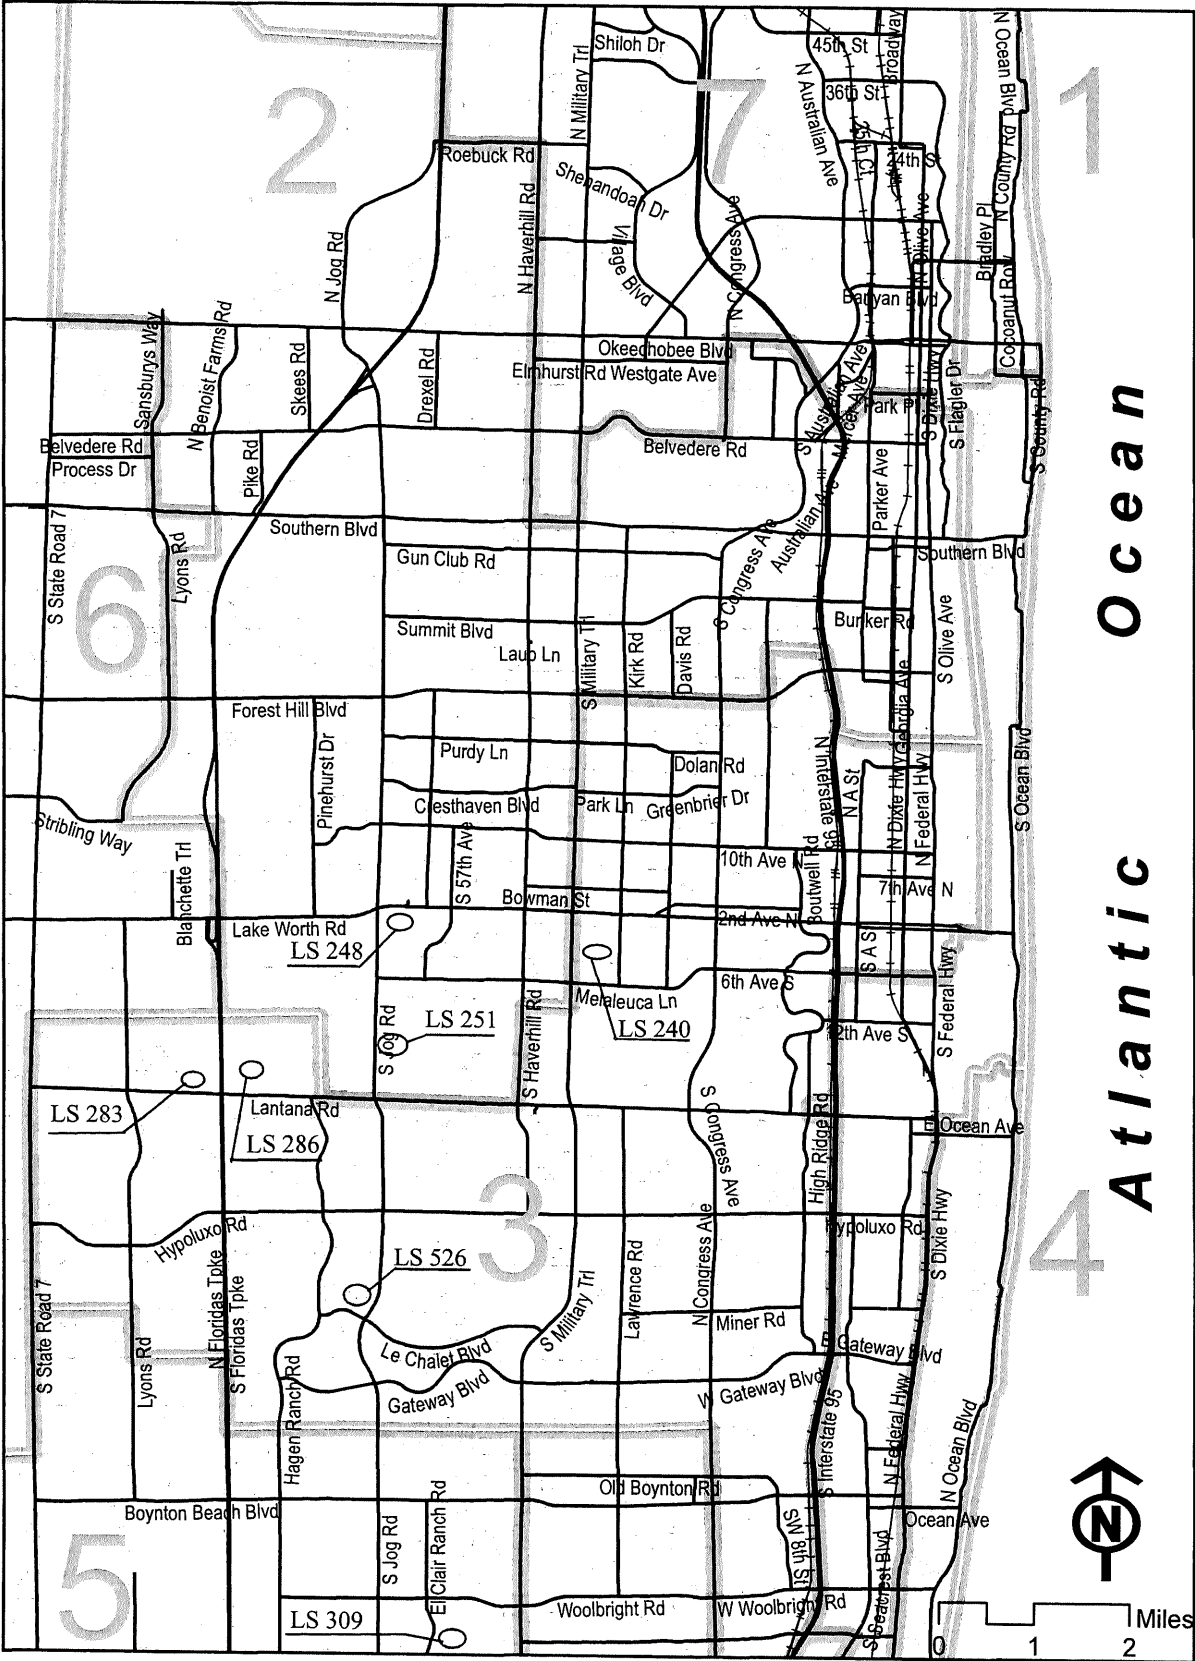 Shiloh Dr
45th St
Broadway
N Ocean Blvd
N Military Trl
N Australian Ave
36th St
7
1
2
25th Ct
24th St
N County Rd
Roebuck Rd
Shenandoah Dr
N Haverhill Rd
N Congress Ave
N Olive Ave
Bradley Pl
Village Blvd
N Jog Rd
Banyan Blvd
Cocoanut Row
Sansburys Way
N Benoist Farms Rd
Skees Rd
Drexel Rd
Okeechobee Blvd
Elmhurst Rd
Westgate Ave
S Australian Ave
Mercer Ave
Park Pl
S Dixie Hwy
S Flagler Dr
S County Rd
Belvedere Rd
Process Dr
Pike Rd
Belvedere Rd
Parker Ave
Australian Ave
S State Road 7
Lyons Rd
Southern Blvd
Gun Club Rd
S Congress Ave
Southern Blvd
6
Summit Blvd
Laub Ln
S Military Trl
Kirk Rd
Davis Rd
Bunker Rd
S Olive Ave
Georgia Ave
Forest Hill Blvd
Pinehurst Dr
Purdy Ln
Dolan Rd
N Interstate 95
N A St
N Dixie Hwy
N Federal Hwy
S Ocean Blvd
Cresthaven Blvd
Park Ln
Greenbrier Dr
Stribling Way
Blanchette Trl
S 57th Ave
10th Ave N
Boutwell Rd
7th Ave N
Bowman St
2nd Ave N
Lake Worth Rd
LS 248
S A St
S Federal Hwy
6th Ave S
Melaleuca Ln
S Jog Rd
LS 251
S Haverhill Rd
LS 240
12th Ave S
LS 283
LS 286
Lantana Rd
S Congress Ave
High Ridge Rd
E Ocean Ave
3
4
Hypoluxo Rd
Hypoluxo Rd
N Floridas Tpke
S Floridas Tpke
LS 526
S Military Trl
Lawrence Rd
N Congress Ave
S Dixie Hwy
S State Road 7
Lyons Rd
Miner Rd
Le Chalet Blvd
E Gateway Blvd
Hagen Ranch Rd
Gateway Blvd
W Gateway Blvd
S Interstate 95
N Federal Hwy
N Ocean Blvd
Old Boynton Rd
Boynton Beach Blvd
Ocean Ave
S Jog Rd
El Clair Ranch Rd
SW 8th St
S Seacrest Blvd
5
LS 309
Woolbright Rd
W Woolbright Rd
Atlantic Ocean
N
Miles
0 1 2